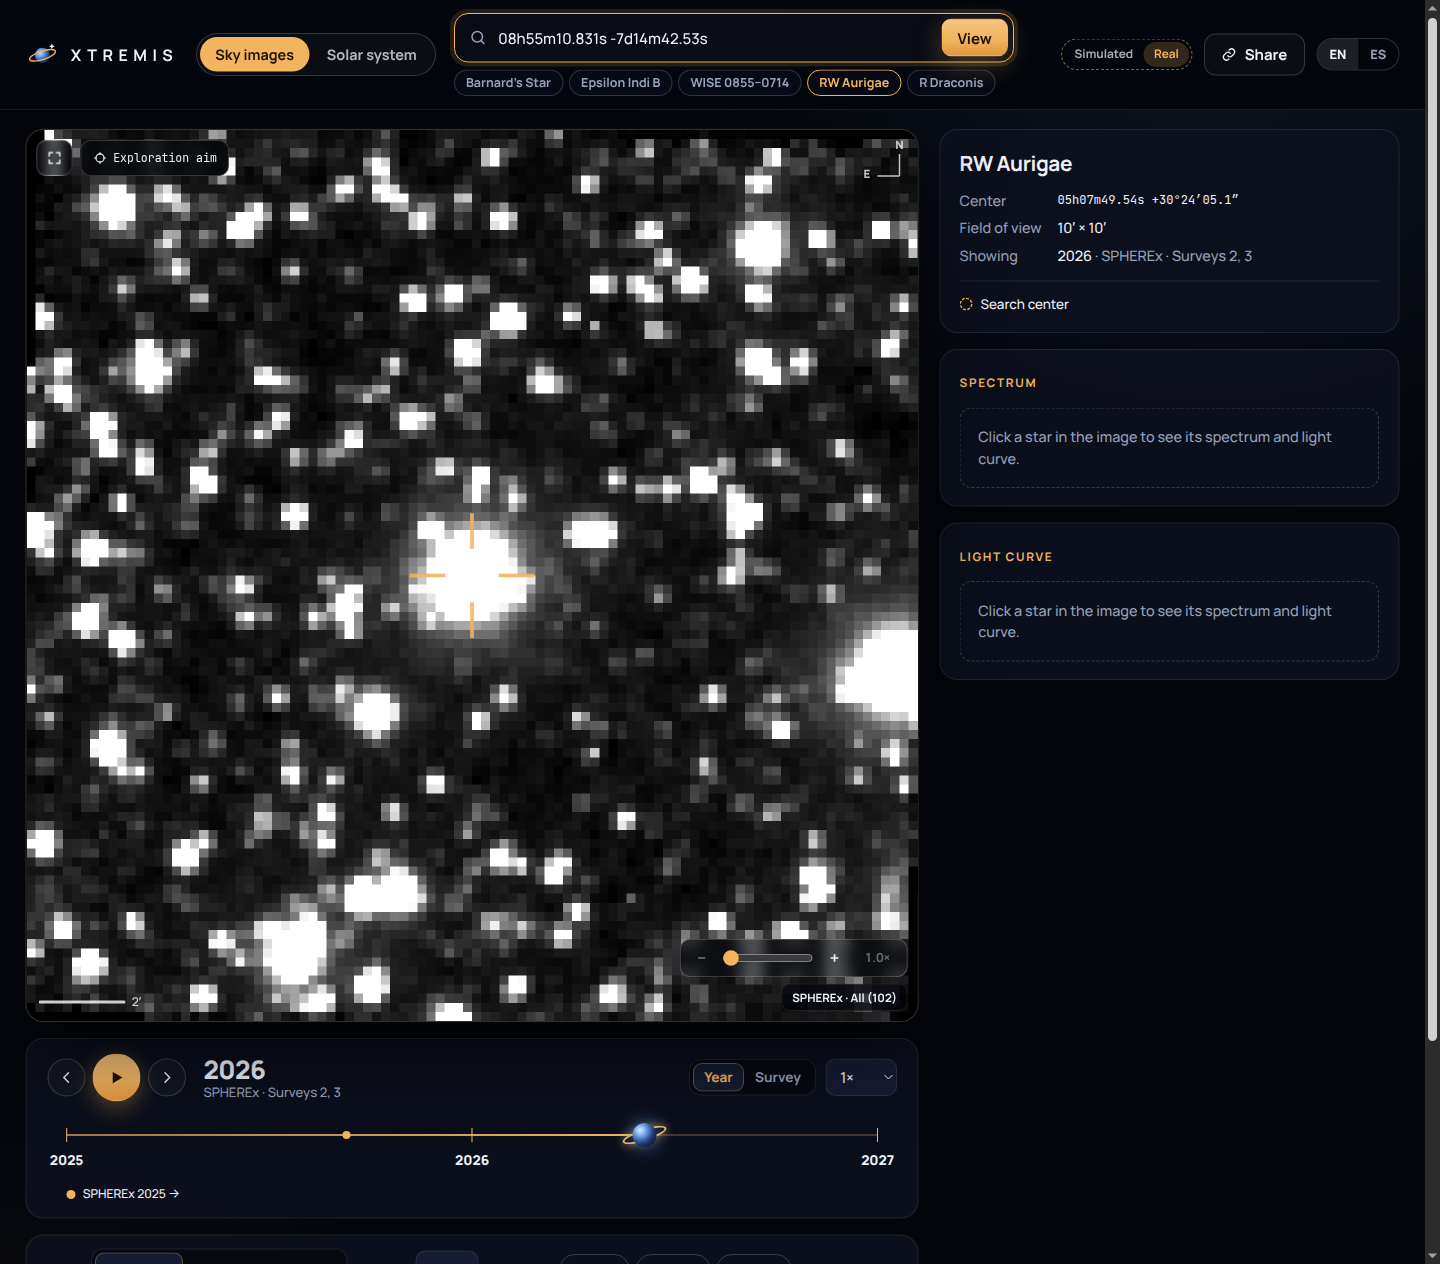 XTREMIS
Sky images
Solar system
08h55m10.831s -7d14m42.53s
View
Barnard's Star
Epsilon Indi B
WISE 0855−0714
RW Aurigae
R Draconis
Simulated
Real
Share
EN
ES
Exploration aim
N
E
2′
− + 1.0×
SPHEREx · All (102)
RW Aurigae
Center 05h07m49.54s +30°24′05.1″
Field of view 10′ × 10′
Showing 2026 · SPHEREx · Surveys 2, 3
Search center
SPECTRUM
Click a star in the image to see its spectrum and light
curve.
LIGHT CURVE
Click a star in the image to see its spectrum and light
curve.
2026
SPHEREx · Surveys 2, 3
Year
Survey
1×
2025
2026
2027
SPHEREx 2025 →